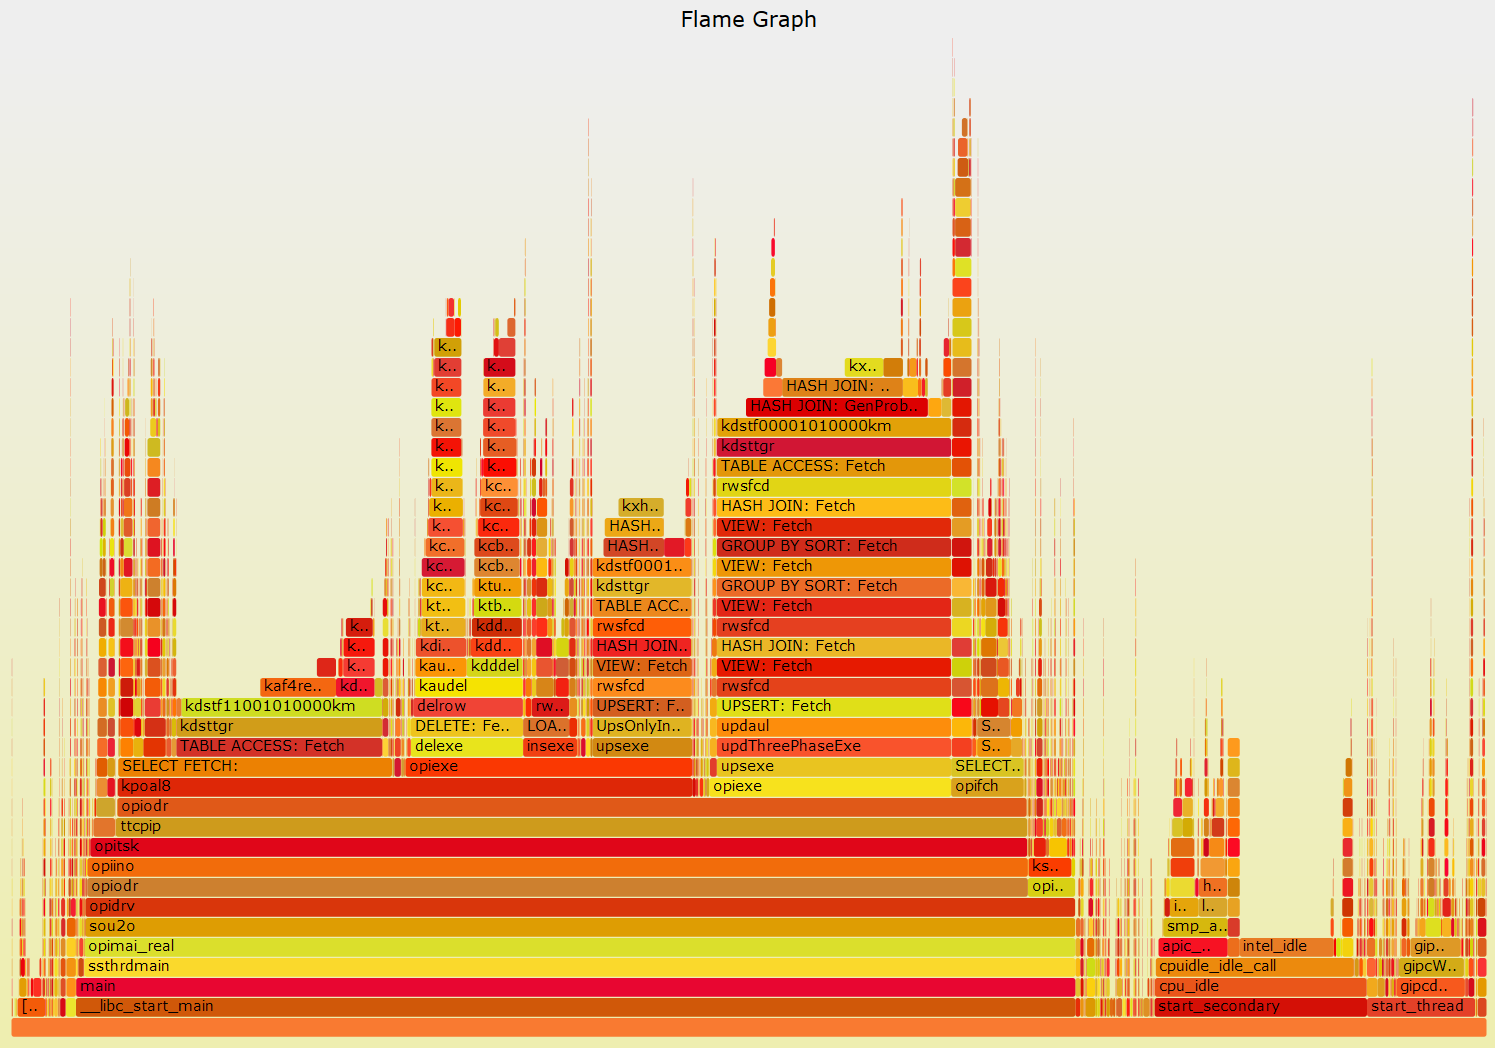 Flame Graph
k..
k.. k.. kx..
k.. k.. HASH JOIN: ..
k.. k.. HASH JOIN: GenProb..
k.. k.. kdstf00001010000km
k.. k.. kdsttgr
k.. k.. TABLE ACCESS: Fetch
k.. kc.. rwsfcd
k.. kc.. kxh.. HASH JOIN: Fetch
k.. kc.. HASH.. VIEW: Fetch
kc.. kcb.. HASH.. GROUP BY SORT: Fetch
kc.. kcb.. kdstf0001.. VIEW: Fetch
kc.. ktu.. kdsttgr GROUP BY SORT: Fetch
kt.. ktb.. TABLE ACC.. VIEW: Fetch
k.. kt.. kdd.. rwsfcd rwsfcd
k.. kdi.. kdd.. HASH JOIN.. HASH JOIN: Fetch
k.. kau.. kdddel VIEW: Fetch VIEW: Fetch
kaf4re.. kd.. kaudel rwsfcd rwsfcd
kdstf11001010000km delrow rw.. UPSERT: F.. UPSERT: Fetch
kdsttgr DELETE: Fe.. LOA.. UpsOnlyIn.. updaul S..
TABLE ACCESS: Fetch delexe insexe upsexe updThreePhaseExe S..
SELECT FETCH: opiexe upsexe SELECT..
kpoal8 opiexe opifch
opiodr
ttcpip
opitsk
opiino ks..
opiodr opi.. h..
opidrv i.. l..
sou2o smp_a..
opimai_real apic_.. intel_idle gip..
ssthrdmain cpuidle_idle_call gipcW..
main cpu_idle gipcd..
[.. __libc_start_main start_secondary start_thread